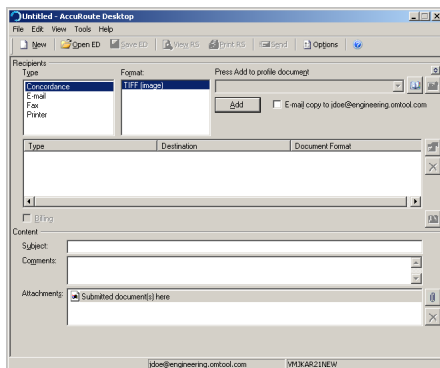 Untitled - AccuRoute Desktop
File Edit View Tools Help
New Open ED Save ED View RS Print RS Send Options
Recipients
Type Format: Press Add to profile document
Concordance TIFF (image)
E-mail
Fax
Printer
Add E-mail copy to jdoe@engineering.omtool.com
Type Destination Document Format
Billing
Content
Subject:
Comments:
Attachments: Submitted document(s) here
jdoe@engineering.omtool.com VMJKAR21NEW